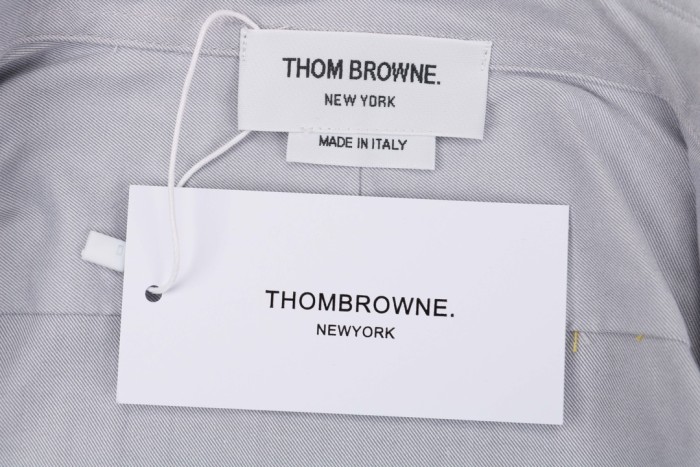 THOM BROWNE.
NEW YORK
MADE IN ITALY
THOMBROWNE.
NEWYORK